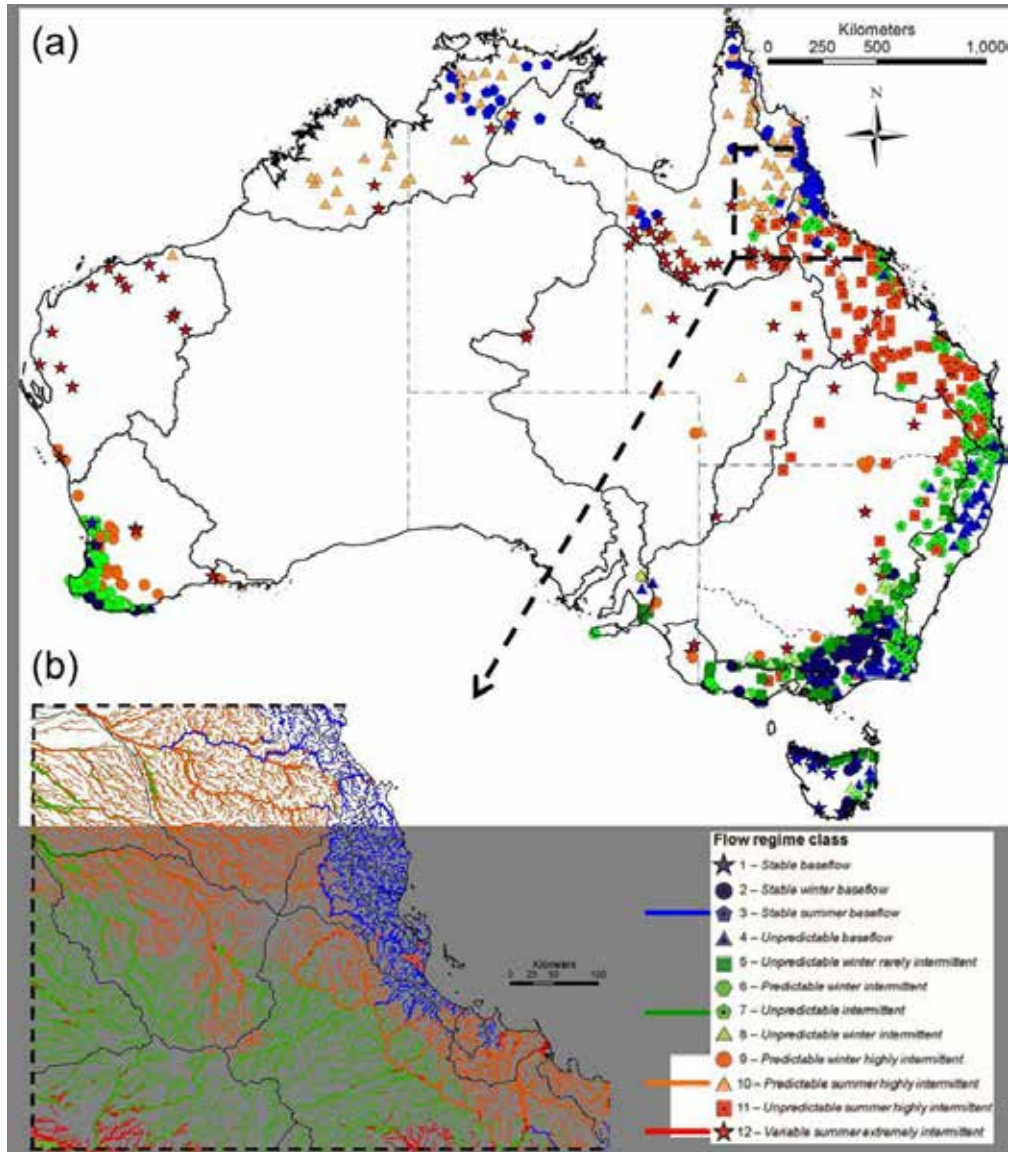 (a)
Kilometers
0 250 500 1,000
N
(b)
Kilometers
0 25 50 100
Flow regime class
1 – Stable baseflow
2 – Stable winter baseflow
3 – Stable summer baseflow
4 – Unpredictable baseflow
5 – Unpredictable winter rarely intermittent
6 – Predictable winter intermittent
7 – Unpredictable intermittent
8 – Unpredictable winter intermittent
9 – Predictable winter highly intermittent
10 – Predictable summer highly intermittent
11 – Unpredictable summer highly intermittent
12 – Variable summer extremely intermittent